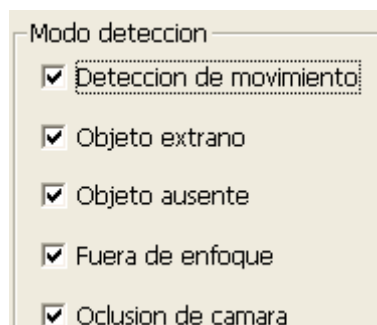 Modo deteccion
Deteccion de movimiento
Objeto extrano
Objeto ausente
Fuera de enfoque
Oclusion de camara